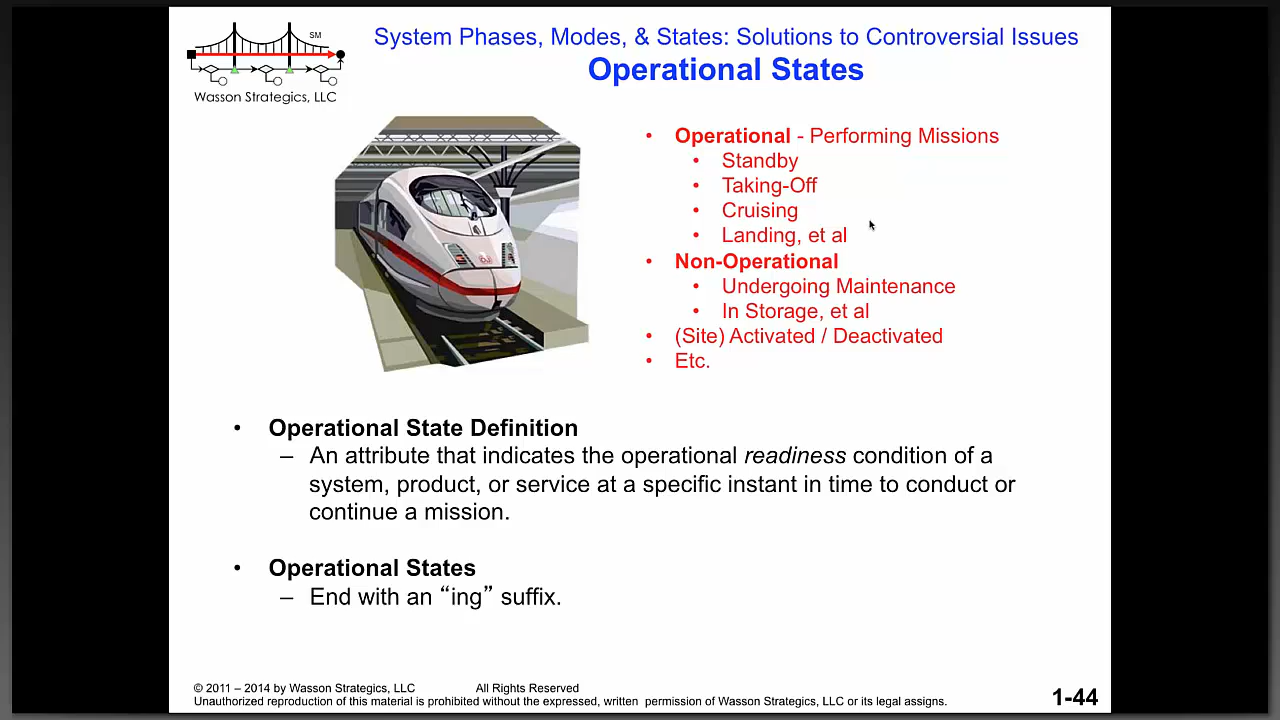 SM
Wasson Strategics, LLC
System Phases, Modes, & States: Solutions to Controversial Issues
Operational States
• Operational - Performing Missions
• Standby
• Taking-Off
• Cruising
• Landing, et al
• Non-Operational
• Undergoing Maintenance
• In Storage, et al
• (Site) Activated / Deactivated
• Etc.
• Operational State Definition
– An attribute that indicates the operational readiness condition of a
system, product, or service at a specific instant in time to conduct or
continue a mission.
• Operational States
– End with an “ing” suffix.
© 2011 – 2014 by Wasson Strategics, LLC All Rights Reserved
Unauthorized reproduction of this material is prohibited without the expressed, written permission of Wasson Strategics, LLC or its legal assigns.
1-44